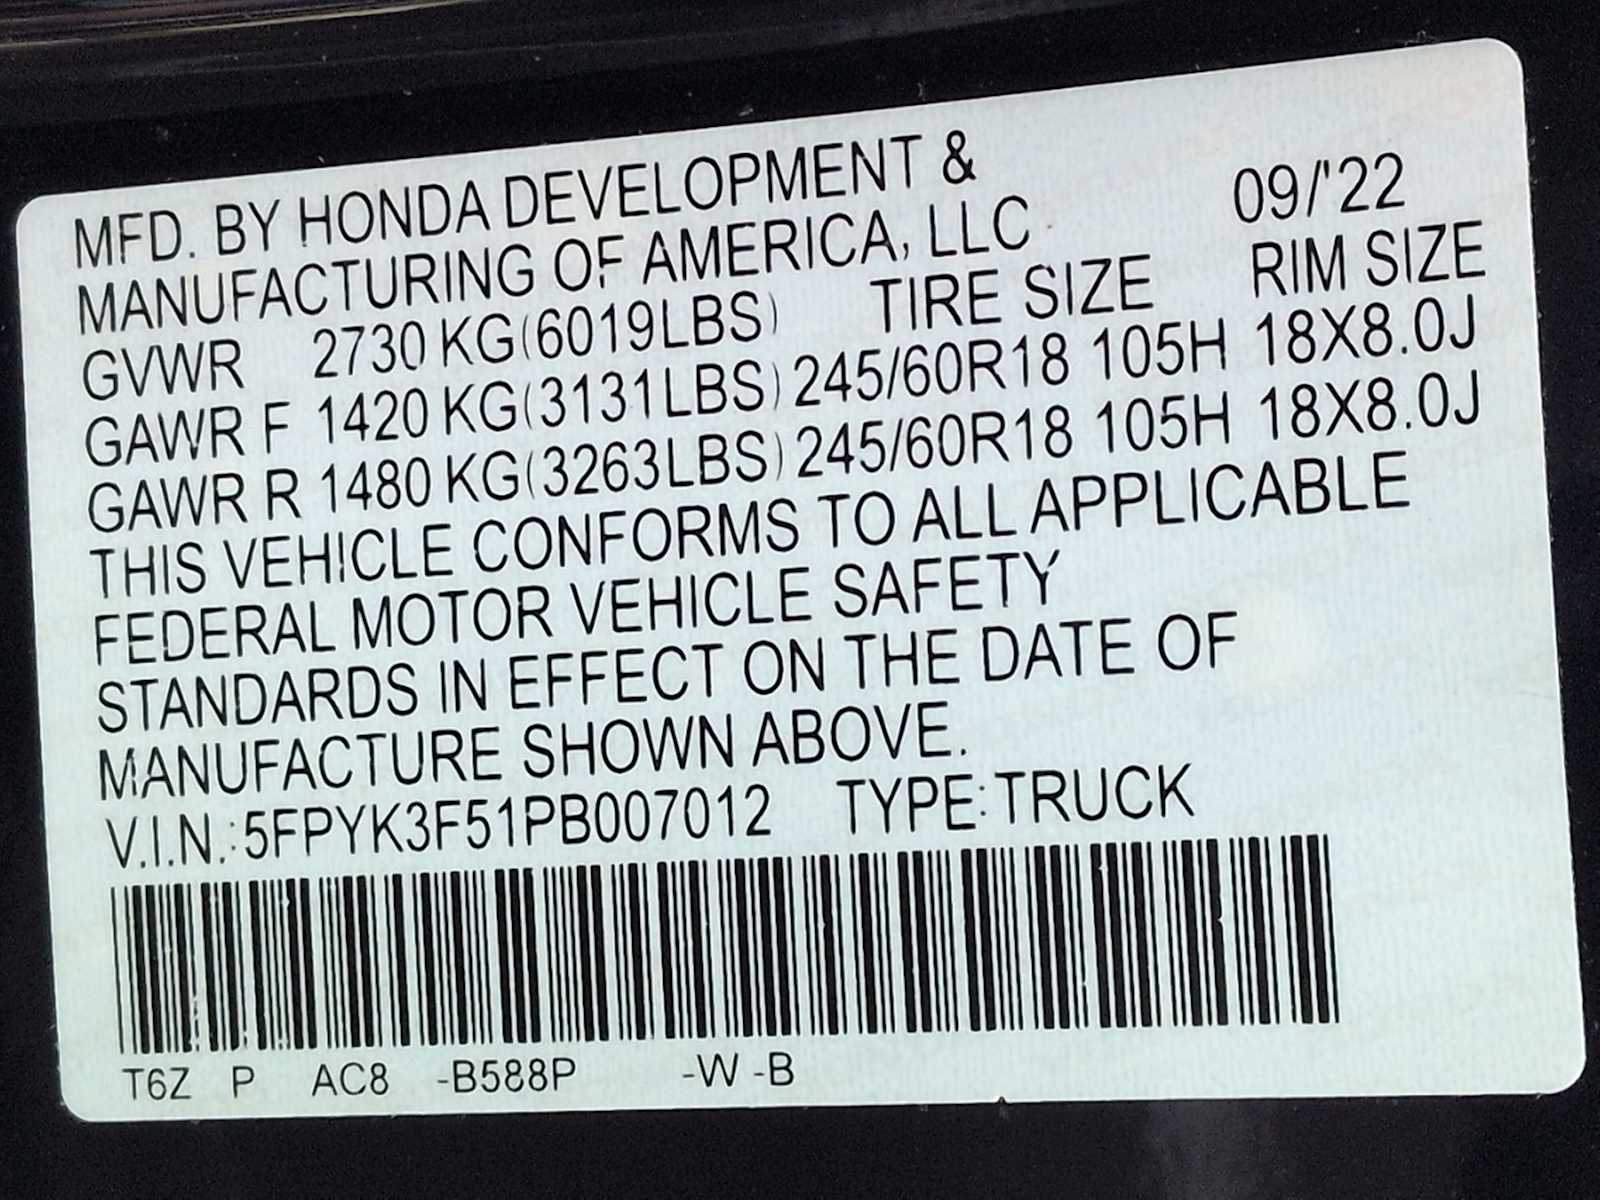 MFD. BY HONDA DEVELOPMENT &
MANUFACTURING OF AMERICA, LLC 09/'22
GVWR 2730 KG(6019LBS) TIRE SIZE RIM SIZE
GAWR F 1420 KG(3131LBS) 245/60R18 105H 18X8.0J
GAWR R 1480 KG(3263LBS) 245/60R18 105H 18X8.0J
THIS VEHICLE CONFORMS TO ALL APPLICABLE
FEDERAL MOTOR VEHICLE SAFETY
STANDARDS IN EFFECT ON THE DATE OF
MANUFACTURE SHOWN ABOVE.
V.I.N.:5FPYK3F51PB007012 TYPE:TRUCK
T6Z P AC8 -B588P -W -B